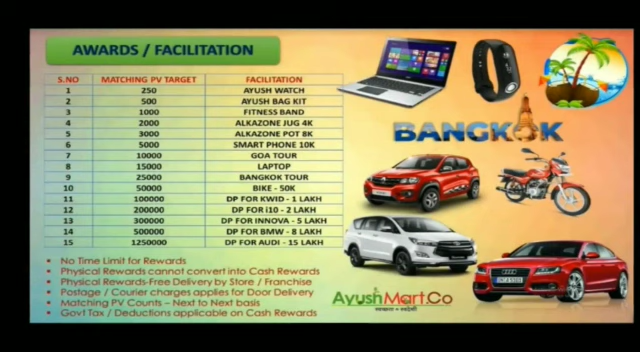 AWARDS / FACILITATION
S.NO MATCHING PV TARGET FACILITATION
1 250 AYUSH WATCH
2 500 AYUSH BAG KIT
3 1000 FITNESS BAND
4 2000 ALKAZONE JUG 4K
5 3000 ALKAZONE POT 8K
6 5000 SMART PHONE 10K
7 10000 GOA TOUR
8 15000 LAPTOP
9 25000 BANGKOK TOUR
10 50000 BIKE - 50K
11 100000 DP FOR KWID - 1 LAKH
12 200000 DP FOR i10 - 2 LAKH
13 300000 DP FOR INNOVA - 5 LAKH
14 500000 DP FOR BMW - 8 LAKH
15 1250000 DP FOR AUDI - 15 LAKH
BANGKOK
• No Time Limit for Rewards
• Physical Rewards cannot convert into Cash Rewards
• Physical Rewards-Free Delivery by Store / Franchise
• Postage / Courier charges applies for Door Delivery
• Matching PV Counts – Next to Next basis
• Govt Tax / Deductions applicable on Cash Rewards
AyushMart.Co